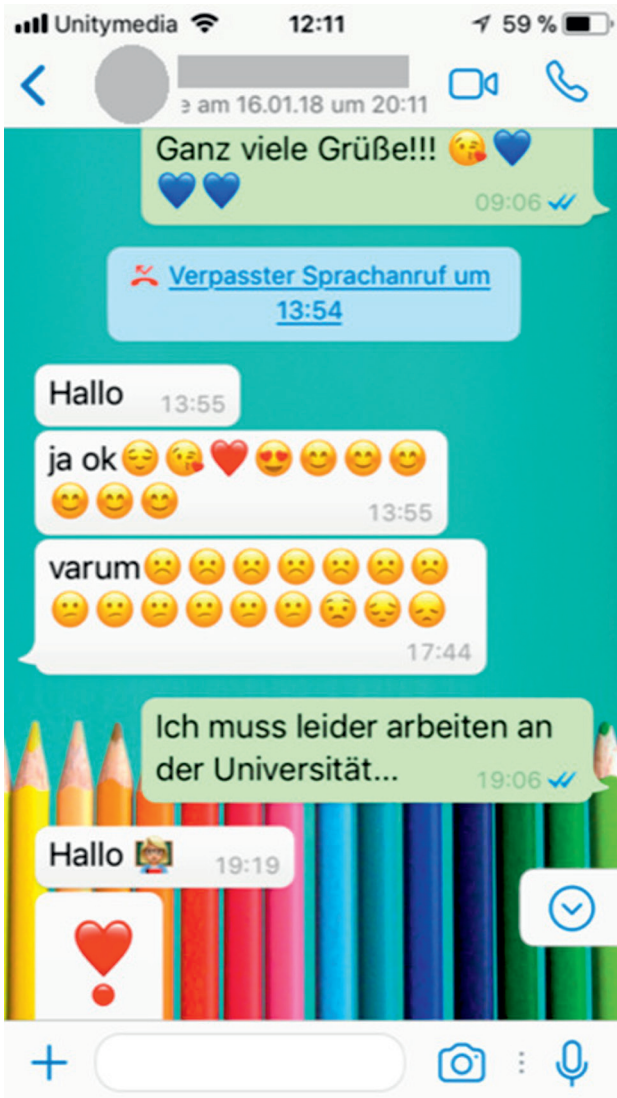 Unitymedia 12:11 59 %
e am 16.01.18 um 20:11
Ganz viele Grüße!!! 😘💙
💙💙 09:06
Verpasster Sprachanruf um
13:54
Hallo 13:55
ja ok😌😘❤️😍😊😊😊
😊😊😊 13:55
varum🙁🙁🙁🙁🙁🙁🙁
😕😕😕😕😕😕😟😔😞
17:44
Ich muss leider arbeiten an
der Universität... 19:06
Hallo 👩🏼‍🏫 19:19
❣️